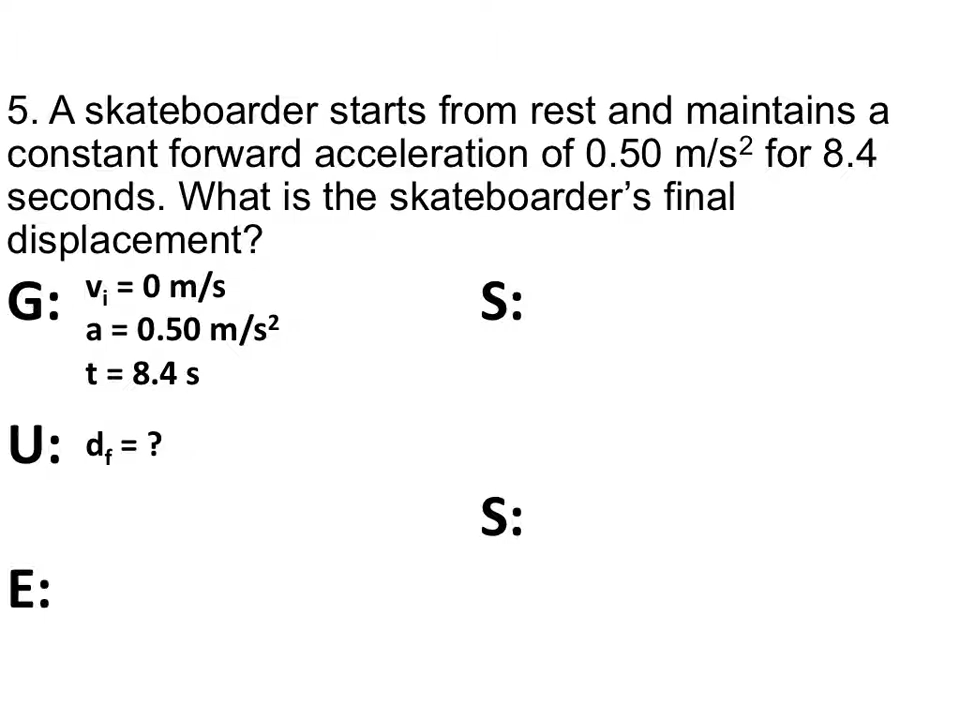 5. A skateboarder starts from rest and maintains a
constant forward acceleration of 0.50 m/s² for 8.4
seconds. What is the skateboarder’s final
displacement?
G: vᵢ = 0 m/s
a = 0.50 m/s²
t = 8.4 s
U: d_f = ?
E:
S:
S: